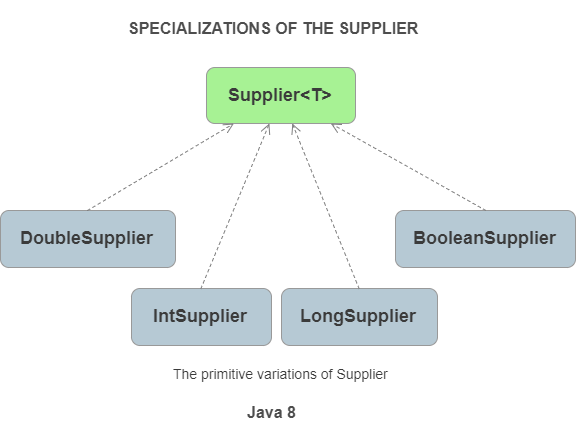 SPECIALIZATIONS OF THE SUPPLIER
Supplier<T>
DoubleSupplier
BooleanSupplier
IntSupplier
LongSupplier
The primitive variations of Supplier
Java 8